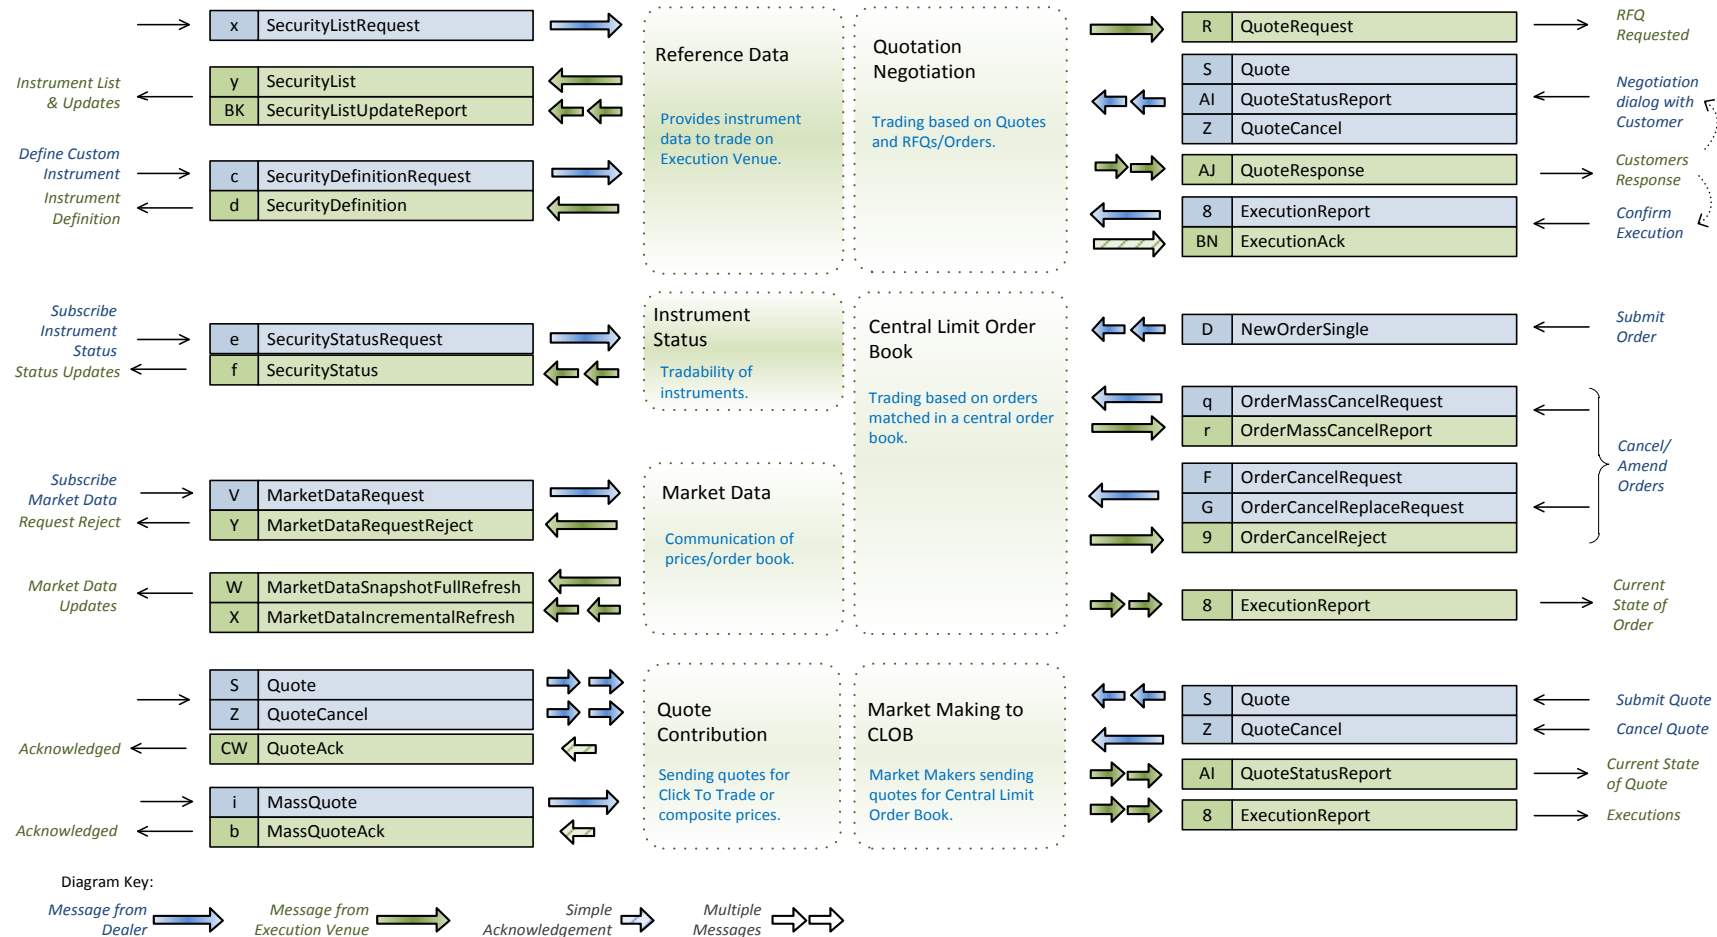 x SecurityListRequest
Instrument List
& Updates
y SecurityList
BK SecurityListUpdateReport
Define Custom
Instrument
c SecurityDefinitionRequest
Instrument
Definition
d SecurityDefinition
Reference Data
Provides instrument
data to trade on
Execution Venue.
Quotation
Negotiation
Trading based on Quotes
and RFQs/Orders.
R QuoteRequest
RFQ
Requested
S Quote
AI QuoteStatusReport
Z QuoteCancel
Negotiation
dialog with
Customer
AJ QuoteResponse
Customers
Response
8 ExecutionReport
BN ExecutionAck
Confirm
Execution
Subscribe
Instrument
Status
e SecurityStatusRequest
Status Updates
f SecurityStatus
Instrument
Status
Tradability of
instruments.
Central Limit Order
Book
Trading based on orders
matched in a central order
book.
D NewOrderSingle
Submit
Order
q OrderMassCancelRequest
r OrderMassCancelReport
F OrderCancelRequest
G OrderCancelReplaceRequest
9 OrderCancelReject
Cancel/
Amend
Orders
8 ExecutionReport
Current
State of
Order
Subscribe
Market Data
V MarketDataRequest
Request Reject
Y MarketDataRequestReject
Market Data
Updates
W MarketDataSnapshotFullRefresh
X MarketDataIncrementalRefresh
Market Data
Communication of
prices/order book.
S Quote
Z QuoteCancel
Acknowledged
CW QuoteAck
i MassQuote
Acknowledged
b MassQuoteAck
Quote
Contribution
Sending quotes for
Click To Trade or
composite prices.
Market Making to
CLOB
Market Makers sending
quotes for Central Limit
Order Book.
S Quote
Submit Quote
Z QuoteCancel
Cancel Quote
AI QuoteStatusReport
Current State
of Quote
8 ExecutionReport
Executions
Diagram Key:
Message from
Dealer
Message from
Execution Venue
Simple
Acknowledgement
Multiple
Messages